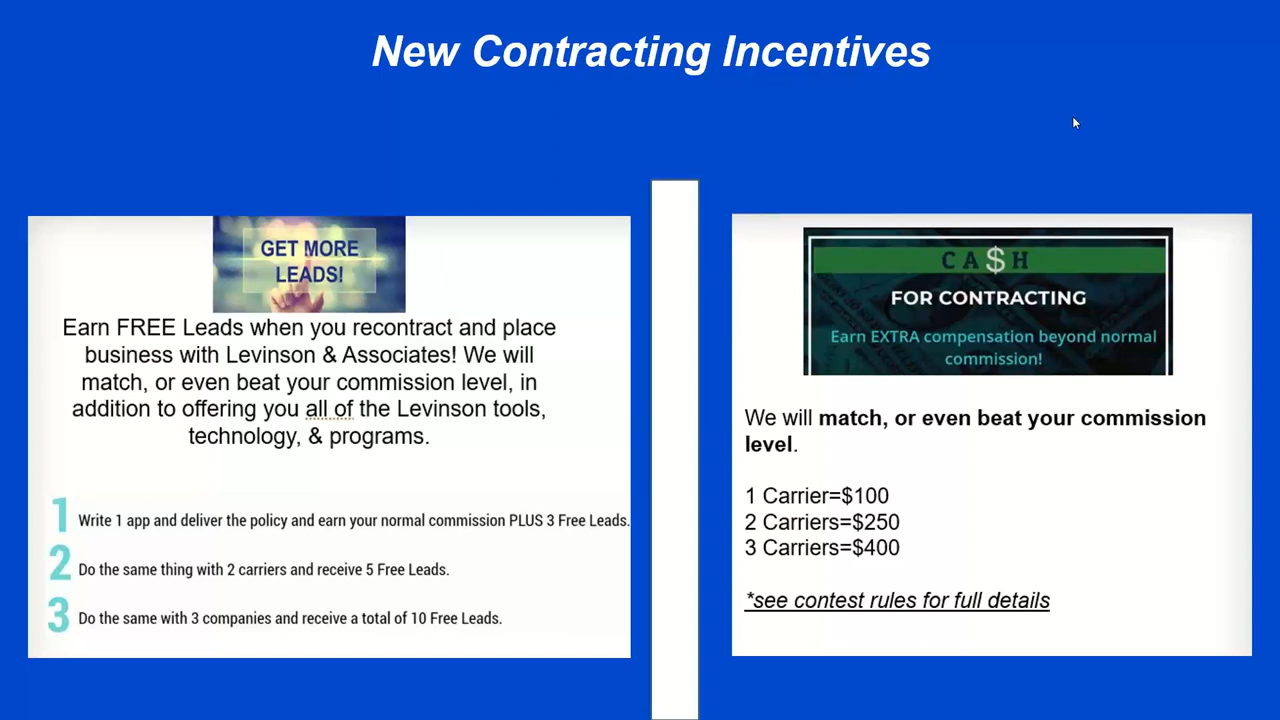 New Contracting Incentives
GET MORE
LEADS!
Earn FREE Leads when you recontract and place
business with Levinson & Associates! We will
match, or even beat your commission level, in
addition to offering you all of the Levinson tools,
technology, & programs.
1 Write 1 app and deliver the policy and earn your normal commission PLUS 3 Free Leads.
2 Do the same thing with 2 carriers and receive 5 Free Leads.
3 Do the same with 3 companies and receive a total of 10 Free Leads.
CA$H
FOR CONTRACTING
Earn EXTRA compensation beyond normal
commission!
We will match, or even beat your commission
level.
1 Carrier=$100
2 Carriers=$250
3 Carriers=$400
*see contest rules for full details